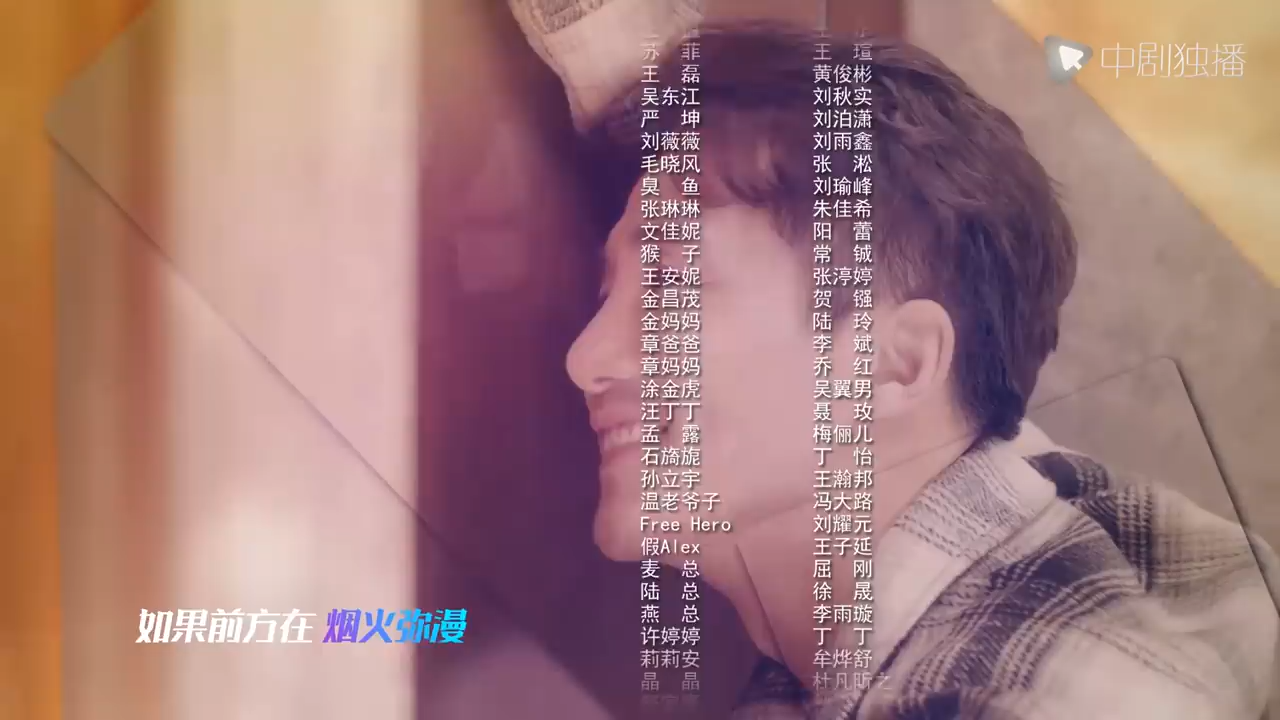 中剧独播
苏 菲 王 瑄
王 磊 黄俊彬
吴东江 刘秋实
严 坤 刘泊潇
刘薇薇 刘雨鑫
毛晓风 张 淞
臭 鱼 刘瑜峰
张琳琳 朱佳希
文佳妮 阳 蕾
猴 子 常 铖
王安妮 张渟婷
金昌茂 贺 镪
金妈妈 陆 玲
章爸爸 李 斌
章妈妈 乔 红
涂金虎 吴翼男
汪丁丁 聂 玫
孟 露 梅俪儿
石旖旎 丁 怡
孙立宇 王瀚邦
温老爷子 冯大路
Free Hero 刘耀元
假Alex 王子延
麦 总 屈 刚
陆 总 徐 晟
燕 总 李雨璇
许婷婷 丁 丁
莉莉安 牟烨舒
晶 晶 杜凡昕之
如果前方在 烟火弥漫